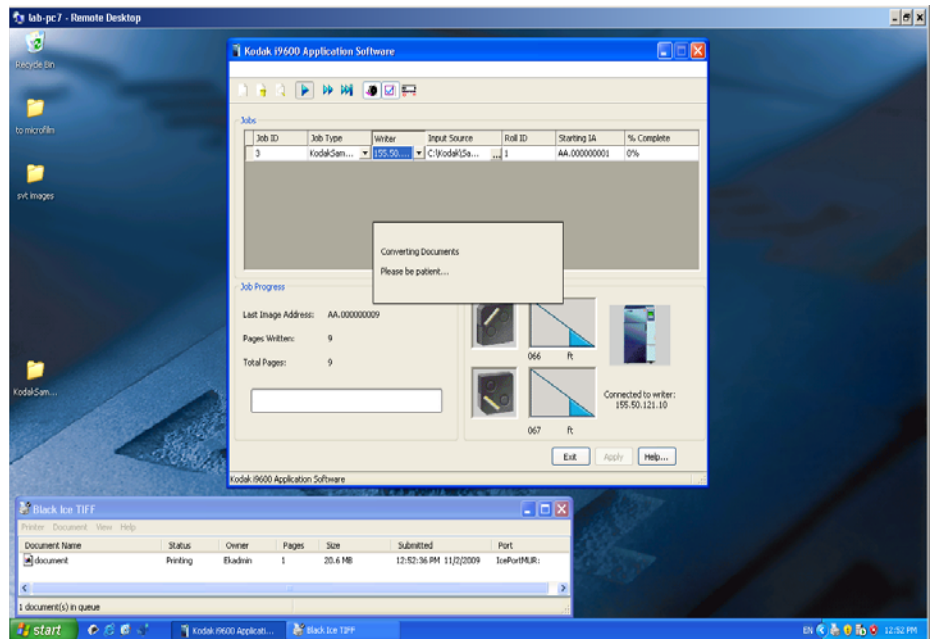 lab-pc7 - Remote Desktop
Recycle Bin
to microfilm
svt images
KodakSam...
Kodak i9600 Application Software
Jobs
Job ID Job Type Writer Input Source Roll ID Starting IA % Complete
3 KodakSam... 155.50.... C:\Kodak\Sa... ... 1 AA.000000001 0%
Converting Documents
Please be patient...
Job Progress
Last Image Address: AA.000000009
Pages Written: 9
Total Pages: 9
066 ft
067 ft
Connected to writer:
155.50.121.10
Exit Apply Help...
Kodak i9600 Application Software
Black Ice TIFF
Printer Document View Help
Document Name Status Owner Pages Size Submitted Port
document Printing Ekadmin 1 20.6 MB 12:52:36 PM 11/2/2009 IcePortMUR:
1 document(s) in queue
start Kodak i9600 Applicati... Black Ice TIFF EN 12:52 PM